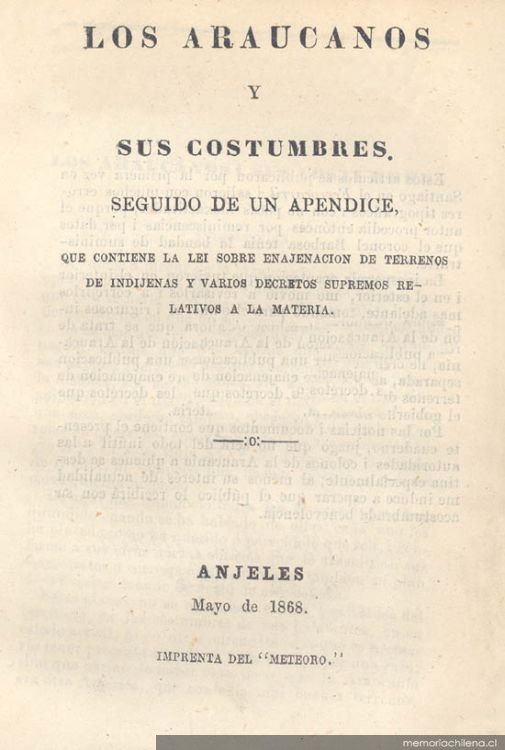 LOS ARAUCANOS
Y
SUS COSTUMBRES.
SEGUIDO DE UN APENDICE,
QUE CONTIENE LA LEI SOBRE ENAJENACION DE TERRENOS
DE INDIJENAS Y VARIOS DECRETOS SUPREMOS RE-
LATIVOS A LA MATERIA.
—:o:—
ANJELES
Mayo de 1868.
IMPRENTA DEL "METEORO."
memoriachilena.cl